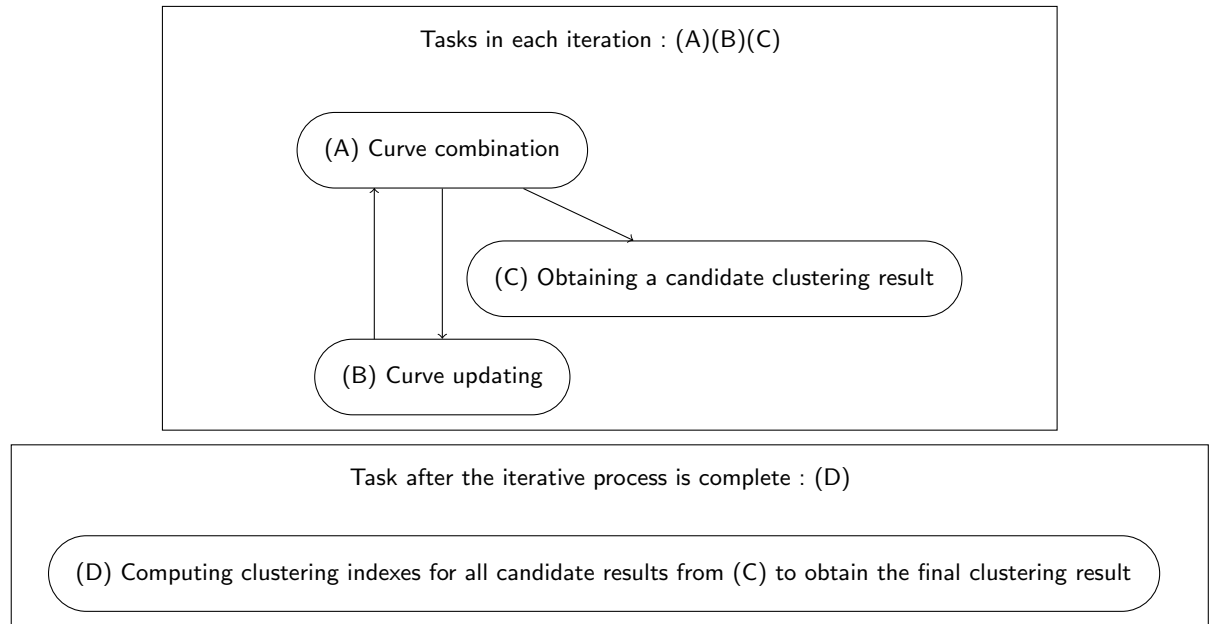 Tasks in each iteration : (A)(B)(C)
(A) Curve combination
(C) Obtaining a candidate clustering result
(B) Curve updating
Task after the iterative process is complete : (D)
(D) Computing clustering indexes for all candidate results from (C) to obtain the final clustering result